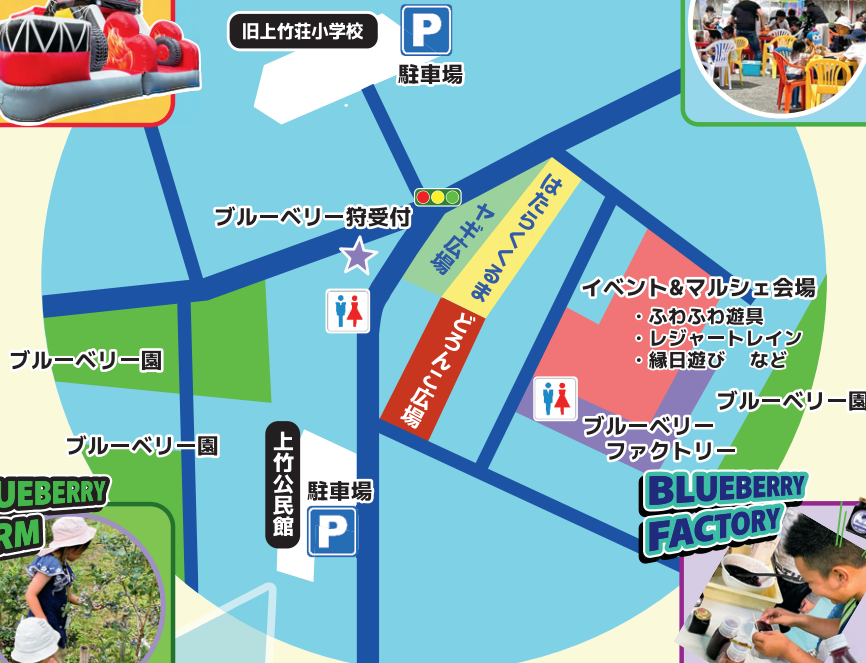 旧上竹荘小学校
P
駐車場
ブルーベリー狩受付
はたらくくるま
ヤギ広場
イベント&マルシェ会場
・ふわふわ遊具
・レジャートレイン
・縁日遊び など
どろんこ広場
ブルーベリー園
ブルーベリー園
ブルーベリー
ファクトリー
ブルーベリー園
上竹公民館
駐車場
P
UEBERRY
RM
BLUEBERRY
FACTORY